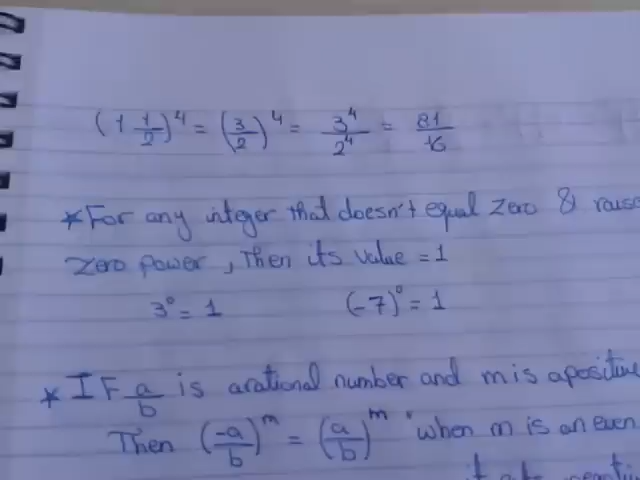 (1 1/2)^4 = (3/2)^4 = 3^4/2^4 = 81/16
* For any integer that doesn't equal zero &
zero power, Then its value = 1
3^0 = 1 (-7)^0 = 1
* IF a/b is a rational number and m is a positive
Then (-a/b)^m = (a/b)^m when m is an even